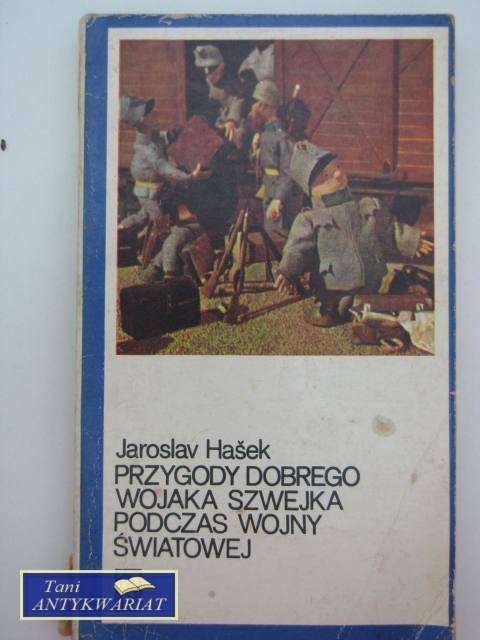 Jaroslav Hašek
PRZYGODY DOBREGO
WOJAKA SZWEJKA
PODCZAS WOJNY
ŚWIATOWEJ
Tani
ANTYKWARIAT